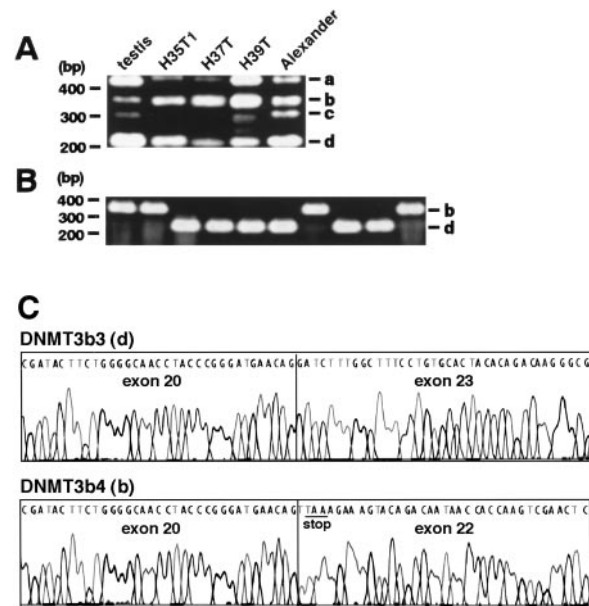 A
(bp)
testis
H35T1
H37T
H39T
Alexander
400
300
200
a
b
c
d
B
(bp)
400
300
200
b
d
C
DNMT3b3 (d)
CGATACTTCTGGGGCAACCTACCCGGGATGAACAGGATCTTTGGCTTTCCTGTGCACTACACAGACAAGGGCG
exon 20
exon 23
DNMT3b4 (b)
CGATACTTCTGGGGCAACCTACCCGGGATGAACAGTTAAAGAAAGTACAGACAATAACCACCAAGTCGAACTC
stop
exon 20
exon 22